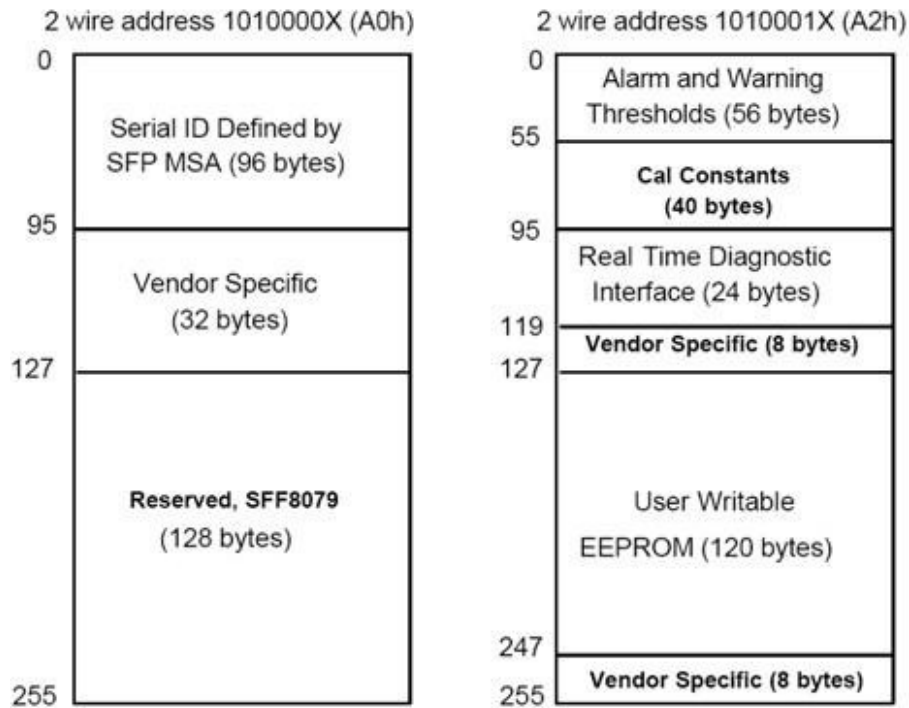 2 wire address 1010000X (A0h)
0
Serial ID Defined by
SFP MSA (96 bytes)
95
Vendor Specific
(32 bytes)
127
Reserved, SFF8079
(128 bytes)
255
2 wire address 1010001X (A2h)
0
Alarm and Warning
Thresholds (56 bytes)
55
Cal Constants
(40 bytes)
95
Real Time Diagnostic
Interface (24 bytes)
119
Vendor Specific (8 bytes)
127
User Writable
EEPROM (120 bytes)
247
Vendor Specific (8 bytes)
255